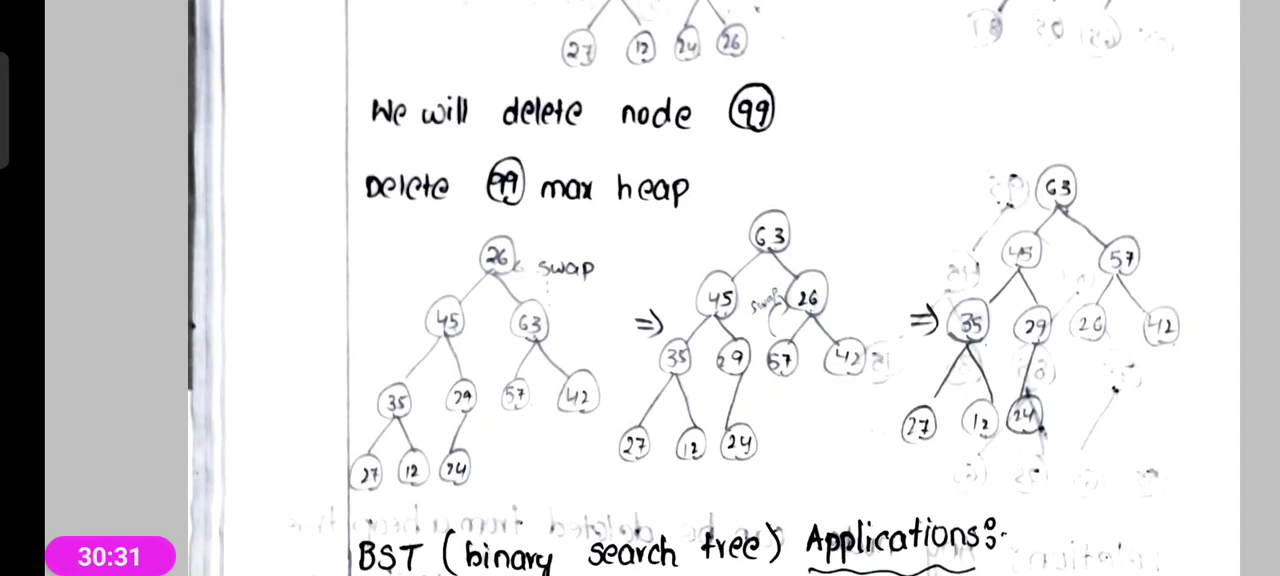 27 12 24 26
We will delete node 99
Delete 99 max heap
26 swap
45 63
35 29 57 42
27 12 24
⇒
63
45 26
swap
35 29 57 42
27 12 24
⇒
63
45 57
35 29 26 42
27 12 24
BST (binary search tree) Applications:-
30:31